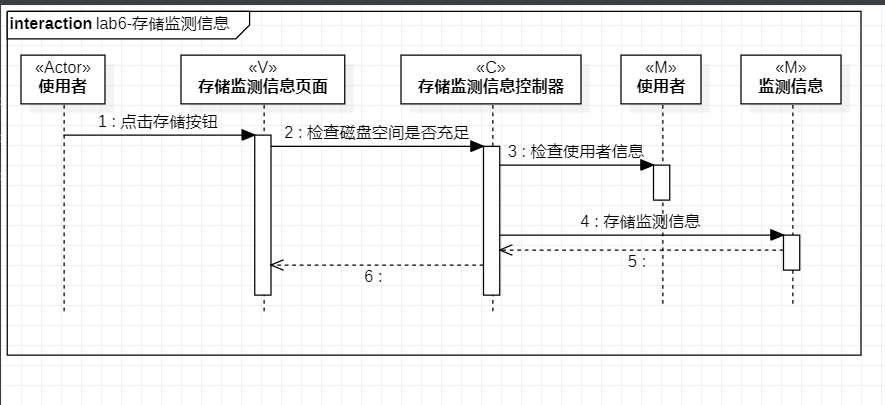 interaction lab6-存储监测信息
«Actor»
使用者
«V»
存储监测信息页面
«C»
存储监测信息控制器
«M»
使用者
«M»
监测信息
1 : 点击存储按钮
2 : 检查磁盘空间是否充足
3 : 检查使用者信息
4 : 存储监测信息
5 :
6 :